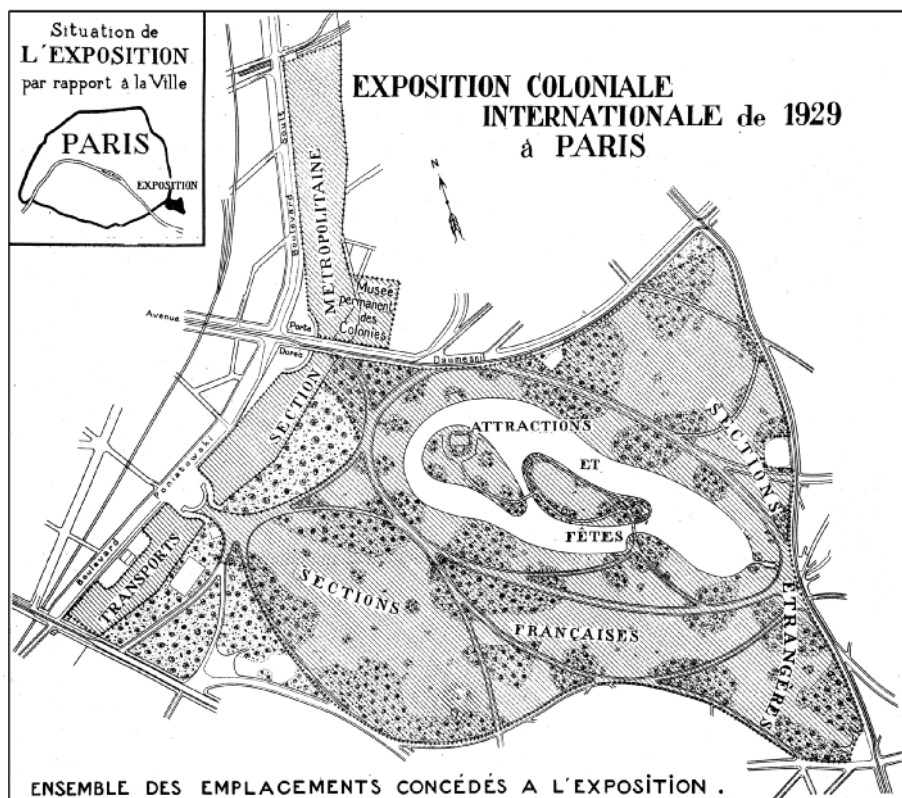 Situation de
L'EXPOSITION
par rapport à la Ville
PARIS
EXPOSITION
EXPOSITION COLONIALE
INTERNATIONALE de 1929
à PARIS
N
Boulevard Soult
MÉTROPOLITAINE
Musée
permanent
des
Colonies
Avenue
Porte
Dorée
Daumesnil
SECTION
Boulevard Poniatowski
TRANSPORTS
ATTRACTIONS
ET
FÊTES
SECTIONS
FRANÇAISES
SECTIONS
ÉTRANGÈRES
ENSEMBLE DES EMPLACEMENTS CONCÉDÉS A L'EXPOSITION .